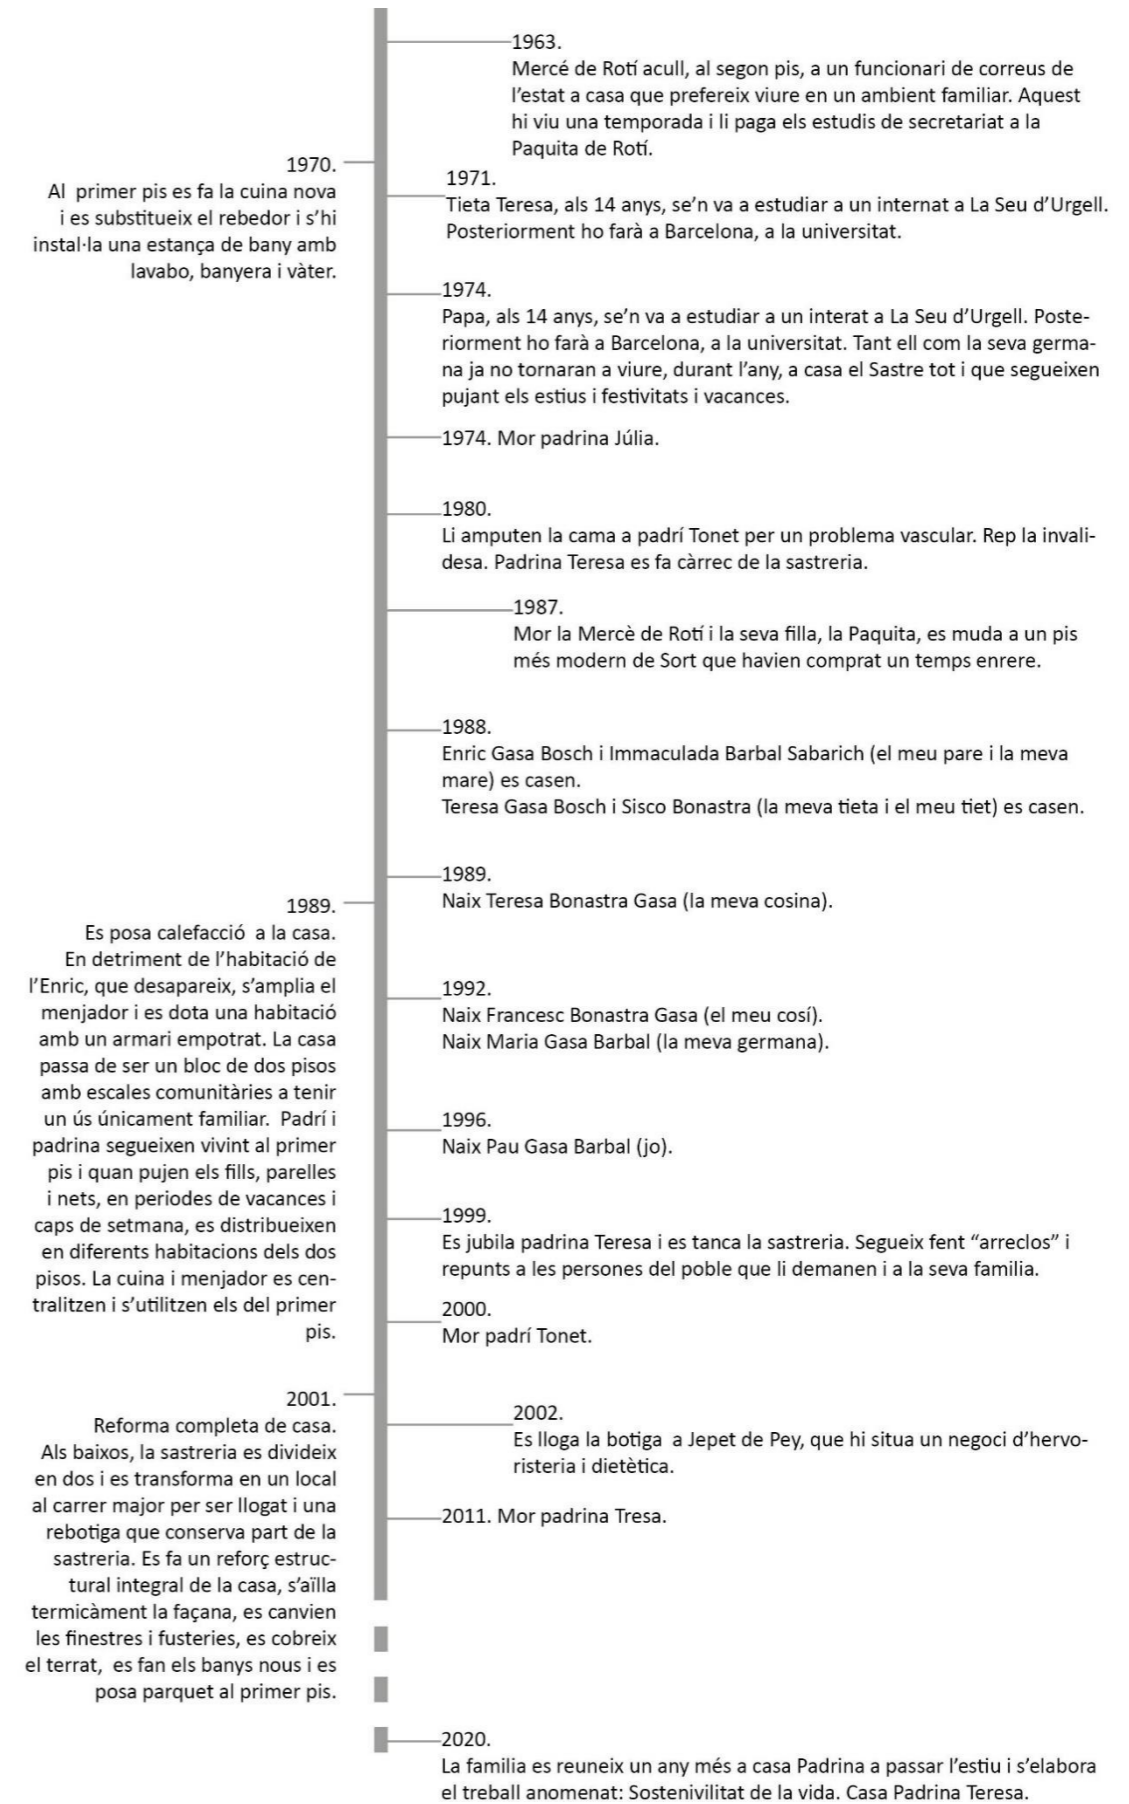 1963.
Mercé de Rotí acull, al segon pis, a un funcionari de correus de
l'estat a casa que prefereix viure en un ambient familiar. Aquest
hi viu una temporada i li paga els estudis de secretariat a la
Paquita de Rotí.
1970.
Al primer pis es fa la cuina nova
i es substitueix el rebedor i s'hi
instal·la una estança de bany amb
lavabo, banyera i vàter.
1971.
Tieta Teresa, als 14 anys, se'n va a estudiar a un internat a La Seu d'Urgell.
Posteriorment ho farà a Barcelona, a la universitat.
1974.
Papa, als 14 anys, se'n va a estudiar a un interat a La Seu d'Urgell. Poste-
riorment ho farà a Barcelona, a la universitat. Tant ell com la seva germa-
na ja no tornaran a viure, durant l'any, a casa el Sastre tot i que segueixen
pujant els estius i festivitats i vacances.
1974. Mor padrina Júlia.
1980.
Li amputen la cama a padrí Tonet per un problema vascular. Rep la invali-
desa. Padrina Teresa es fa càrrec de la sastreria.
1987.
Mor la Mercè de Rotí i la seva filla, la Paquita, es muda a un pis
més modern de Sort que havien comprat un temps enrere.
1988.
Enric Gasa Bosch i Immaculada Barbal Sabarich (el meu pare i la meva
mare) es casen.
Teresa Gasa Bosch i Sisco Bonastra (la meva tieta i el meu tiet) es casen.
1989.
Naix Teresa Bonastra Gasa (la meva cosina).
1989.
Es posa calefacció a la casa.
En detriment de l'habitació de
l'Enric, que desapareix, s'amplia el
menjador i es dota una habitació
amb un armari empotrat. La casa
passa de ser un bloc de dos pisos
amb escales comunitàries a tenir
un ús únicament familiar. Padrí i
padrina segueixen vivint al primer
pis i quan pujen els fills, parelles
i nets, en periodes de vacances i
caps de setmana, es distribueixen
en diferents habitacions dels dos
pisos. La cuina i menjador es cen-
tralitzen i s'utilitzen els del primer
pis.
1992.
Naix Francesc Bonastra Gasa (el meu cosí).
Naix Maria Gasa Barbal (la meva germana).
1996.
Naix Pau Gasa Barbal (jo).
1999.
Es jubila padrina Teresa i es tanca la sastreria. Segueix fent "arreclos" i
repunts a les persones del poble que li demanen i a la seva familia.
2000.
Mor padrí Tonet.
2001.
Reforma completa de casa.
Als baixos, la sastreria es divideix
en dos i es transforma en un local
al carrer major per ser llogat i una
rebotiga que conserva part de la
sastreria. Es fa un reforç estruc-
tural integral de la casa, s'aïlla
termicàment la façana, es canvien
les finestres i fusteries, es cobreix
el terrat, es fan els banys nous i es
posa parquet al primer pis.
2002.
Es lloga la botiga a Jepet de Pey, que hi situa un negoci d'hervo-
risteria i dietètica.
2011. Mor padrina Tresa.
2020.
La familia es reuneix un any més a casa Padrina a passar l'estiu i s'elabora
el treball anomenat: Sostenivilitat de la vida. Casa Padrina Teresa.